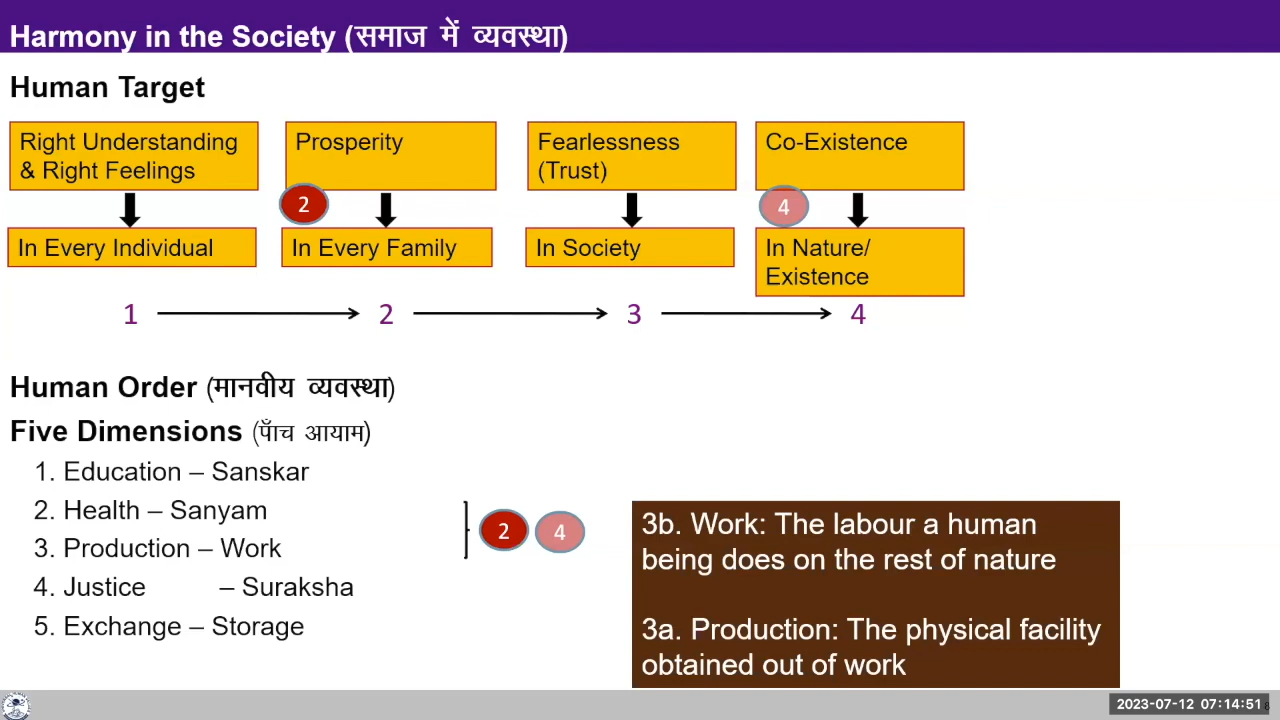 Harmony in the Society (समाज में व्यवस्था)
Human Target
Right Understanding
& Right Feelings
Prosperity
Fearlessness
(Trust)
Co-Existence
2
4
In Every Individual
In Every Family
In Society
In Nature/
Existence
1 2 3 4
Human Order (मानवीय व्यवस्था)
Five Dimensions (पाँच आयाम)
1. Education – Sanskar
2. Health – Sanyam
3. Production – Work
4. Justice – Suraksha
5. Exchange – Storage
2 4
3b. Work: The labour a human
being does on the rest of nature
3a. Production: The physical facility
obtained out of work
2023-07-12 07:14:51
8